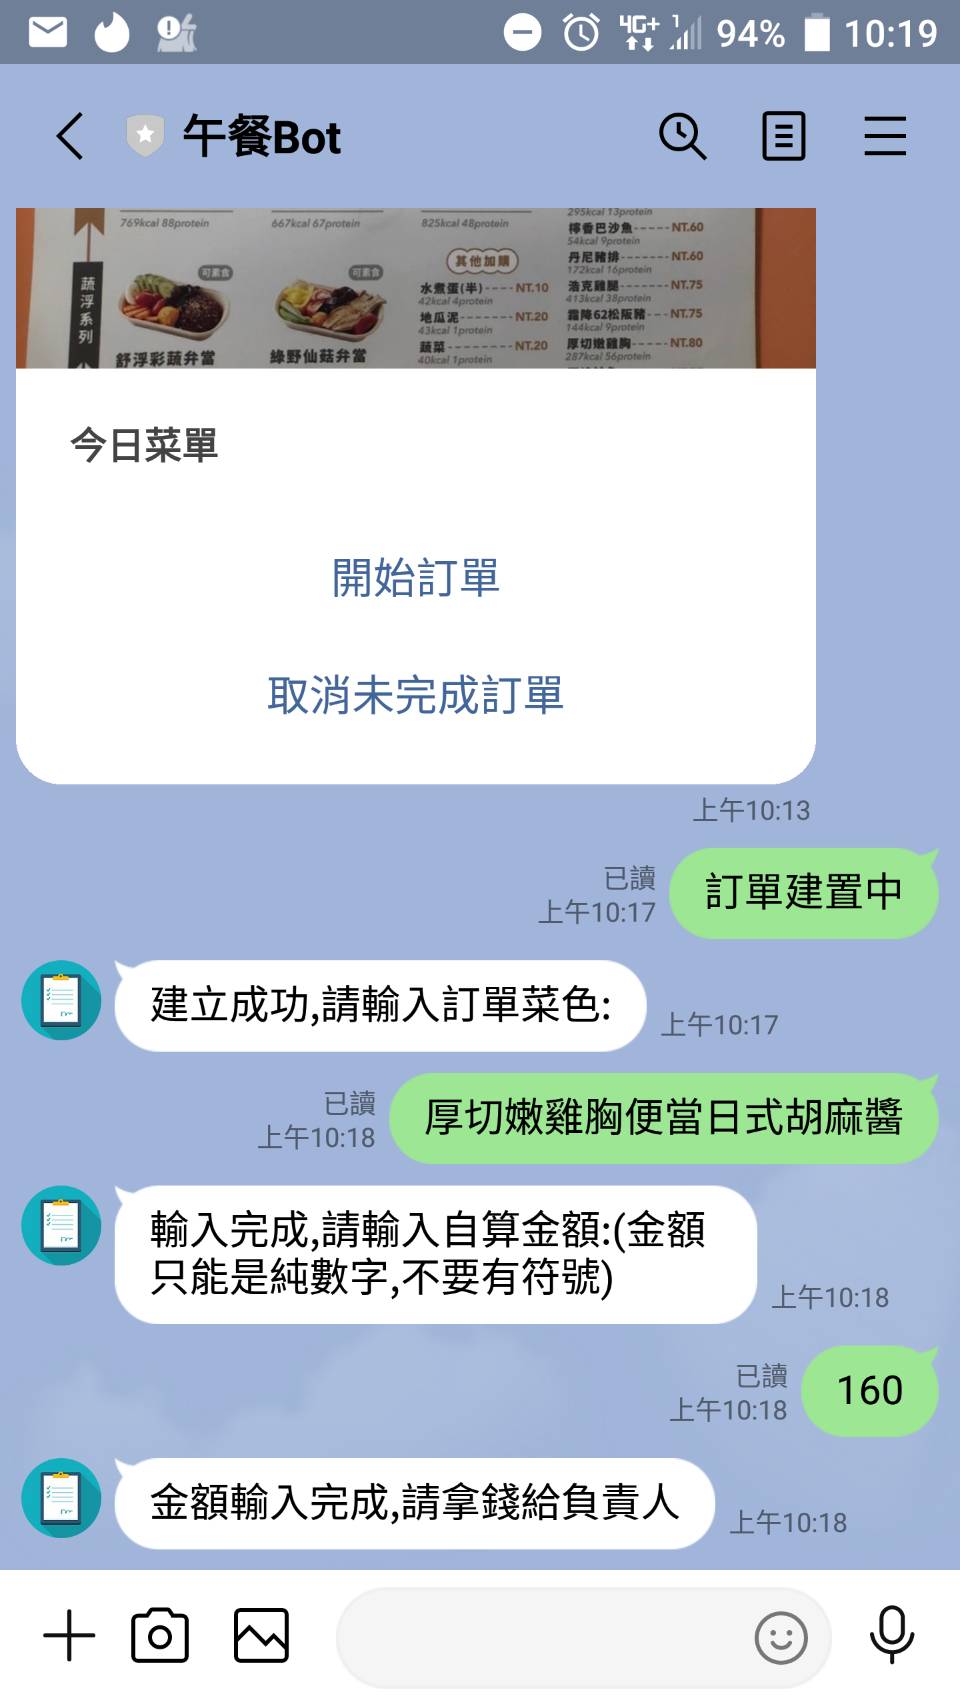 4G+ 1 94% 10:19
午餐Bot
769kcal 88protein
667kcal 67protein
825kcal 48protein
295kcal 13protein
檸香巴沙魚-----NT.60
54kcal 9protein
丹尼豬排-------NT.60
172kcal 16protein
浩克雞腿-------NT.75
413kcal 38protein
霜降62松阪豬---NT.75
144kcal 9protein
厚切嫩雞胸-----NT.80
287kcal 56protein
其他加購
水煮蛋(半)----NT.10
42kcal 4protein
地瓜泥-------NT.20
43kcal 1protein
蔬菜--------NT.20
40kcal 1protein
蔬浮系列
可素食
舒浮彩蔬弁當
可素食
綠野仙菇弁當
今日菜單
開始訂單
取消未完成訂單
上午10:13
訂單建置中
已讀
上午10:17
建立成功,請輸入訂單菜色:
上午10:17
厚切嫩雞胸便當日式胡麻醬
已讀
上午10:18
輸入完成,請輸入自算金額:(金額
只能是純數字,不要有符號)
上午10:18
160
已讀
上午10:18
金額輸入完成,請拿錢給負責人
上午10:18